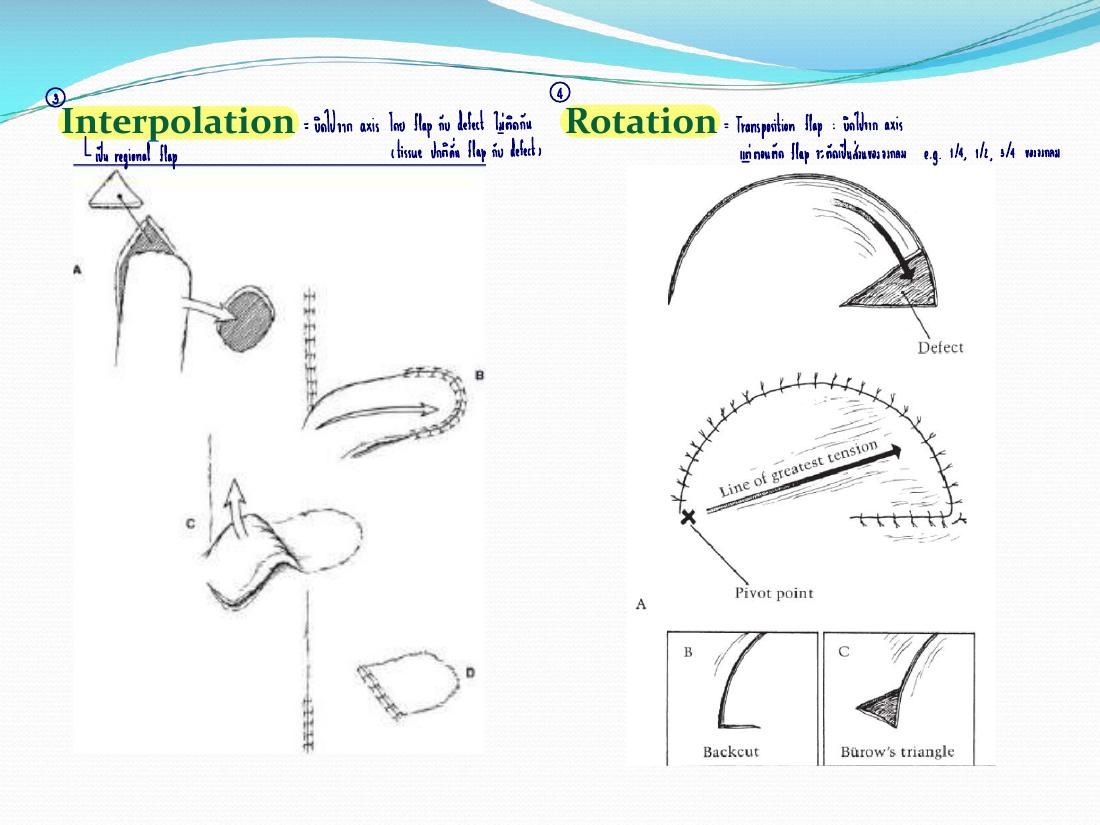 3
Interpolation = บิดไปจาก axis โดย flap กับ defect ไม่ติดกัน
เป็น regional flap (tissue ปกติคั่น flap กับ defect)
A
B
C
D
4
Rotation = Transposition flap : บิดไปจาก axis
แต่ตอนตัด flap จะตัดเป็นส่วนของวงกลม e.g. 1/4, 1/2, 3/4 ของวงกลม
Defect
Line of greatest tension
Pivot point
A
B
Backcut
C
Bürow's triangle